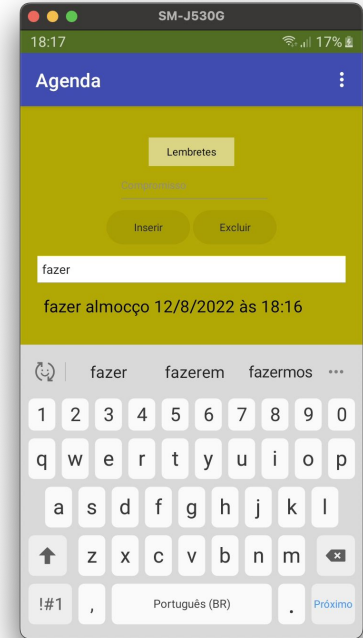 SM-J530G
18:17 17%
Agenda
Lembretes
Compromisso
Inserir Excluir
fazer
fazer almocço 12/8/2022 às 18:16
fazer fazerem fazermos
1 2 3 4 5 6 7 8 9 0
q w e r t y u i o p
a s d f g h j k l
z x c v b n m
!#1 , Português (BR) . Próximo